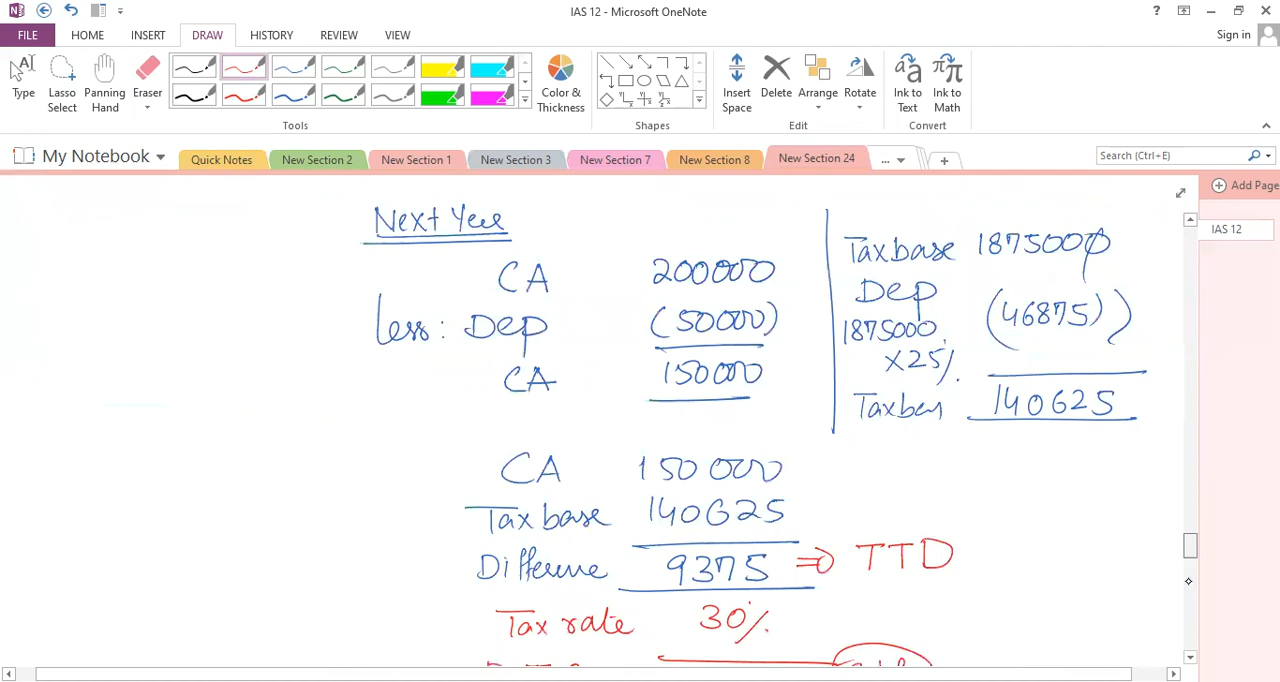 IAS 12 - Microsoft OneNote
?
Sign in
FILE HOME INSERT DRAW HISTORY REVIEW VIEW
Type
Lasso Select
Panning Hand
Eraser
Color & Thickness
Insert Space
Delete
Arrange
Rotate
Ink to Text
Ink to Math
Tools
Shapes
Edit
Convert
My Notebook
Quick Notes
New Section 2
New Section 1
New Section 3
New Section 7
New Section 8
New Section 24
...
Search (Ctrl+E)
Add Page
IAS 12
Next Year
CA 200000
less: Dep (50000)
CA 150000
Tax base 1875000
Dep
1875000 (46875)
x25%
140625
CA 150000
Tax base 140625
Difference 9375 ⇒ TTD
Tax rate 30%